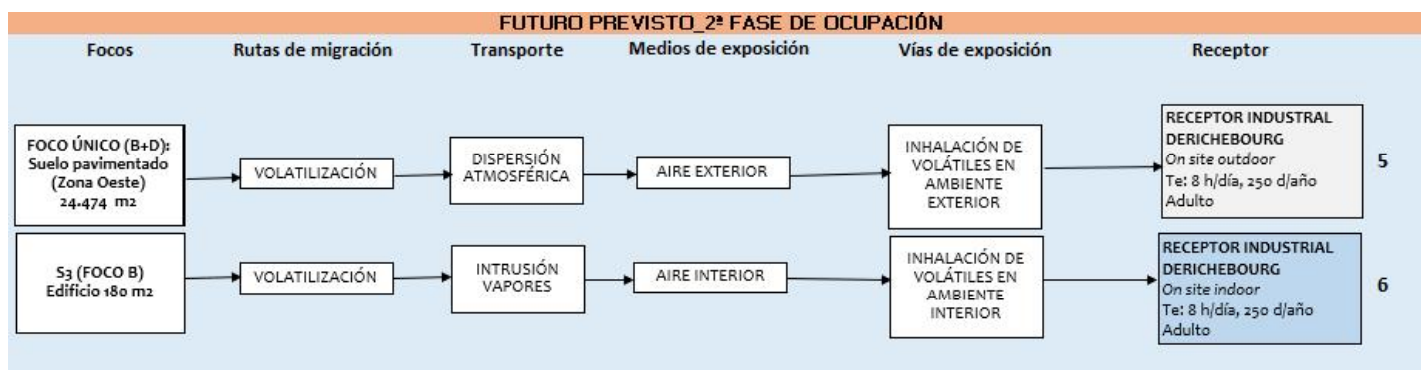 FUTURO PREVISTO_2ª FASE DE OCUPACIÓN
Focos
Rutas de migración
Transporte
Medios de exposición
Vías de exposición
Receptor
FOCO ÚNICO (B+D):
Suelo pavimentado
(Zona Oeste)
24.474 m2
VOLATILIZACIÓN
DISPERSIÓN
ATMOSFÉRICA
AIRE EXTERIOR
INHALACIÓN DE
VOLÁTILES EN
AMBIENTE
EXTERIOR
RECEPTOR INDUSTRAL
DERICHEBOURG
On site outdoor
Te: 8 h/día, 250 d/año
Adulto
5
S3 (FOCO B)
Edificio 180 m2
VOLATILIZACIÓN
INTRUSIÓN
VAPORES
AIRE INTERIOR
INHALACIÓN DE
VOLÁTILES EN
AMBIENTE
INTERIOR
RECEPTOR INDUSTRIAL
DERICHEBOURG
On site indoor
Te: 8 h/día, 250 d/año
Adulto
6